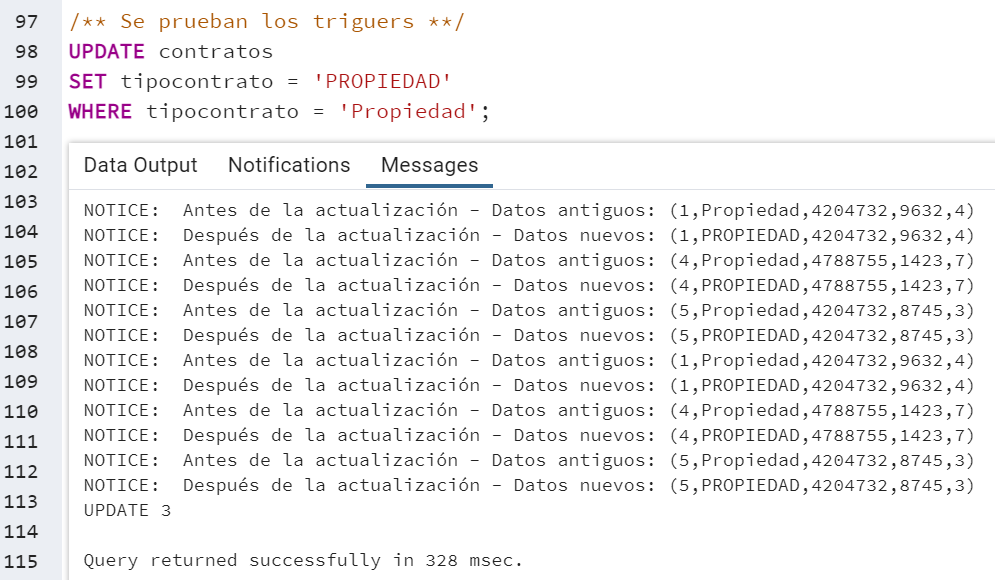 97 /** Se prueban los triguers **/
98 UPDATE contratos
99 SET tipocontrato = 'PROPIEDAD'
100 WHERE tipocontrato = 'Propiedad';
101
102 Data Output Notifications Messages
103 NOTICE: Antes de la actualización – Datos antiguos: (1,Propiedad,4204732,9632,4)
104 NOTICE: Después de la actualización – Datos nuevos: (1,PROPIEDAD,4204732,9632,4)
105 NOTICE: Antes de la actualización – Datos antiguos: (4,Propiedad,4788755,1423,7)
106 NOTICE: Después de la actualización – Datos nuevos: (4,PROPIEDAD,4788755,1423,7)
107 NOTICE: Antes de la actualización – Datos antiguos: (5,Propiedad,4204732,8745,3)
108 NOTICE: Después de la actualización – Datos nuevos: (5,PROPIEDAD,4204732,8745,3)
NOTICE: Antes de la actualización – Datos antiguos: (1,Propiedad,4204732,9632,4)
109 NOTICE: Después de la actualización – Datos nuevos: (1,PROPIEDAD,4204732,9632,4)
110 NOTICE: Antes de la actualización – Datos antiguos: (4,Propiedad,4788755,1423,7)
111 NOTICE: Después de la actualización – Datos nuevos: (4,PROPIEDAD,4788755,1423,7)
112 NOTICE: Antes de la actualización – Datos antiguos: (5,Propiedad,4204732,8745,3)
113 NOTICE: Después de la actualización – Datos nuevos: (5,PROPIEDAD,4204732,8745,3)
UPDATE 3
114
115 Query returned successfully in 328 msec.